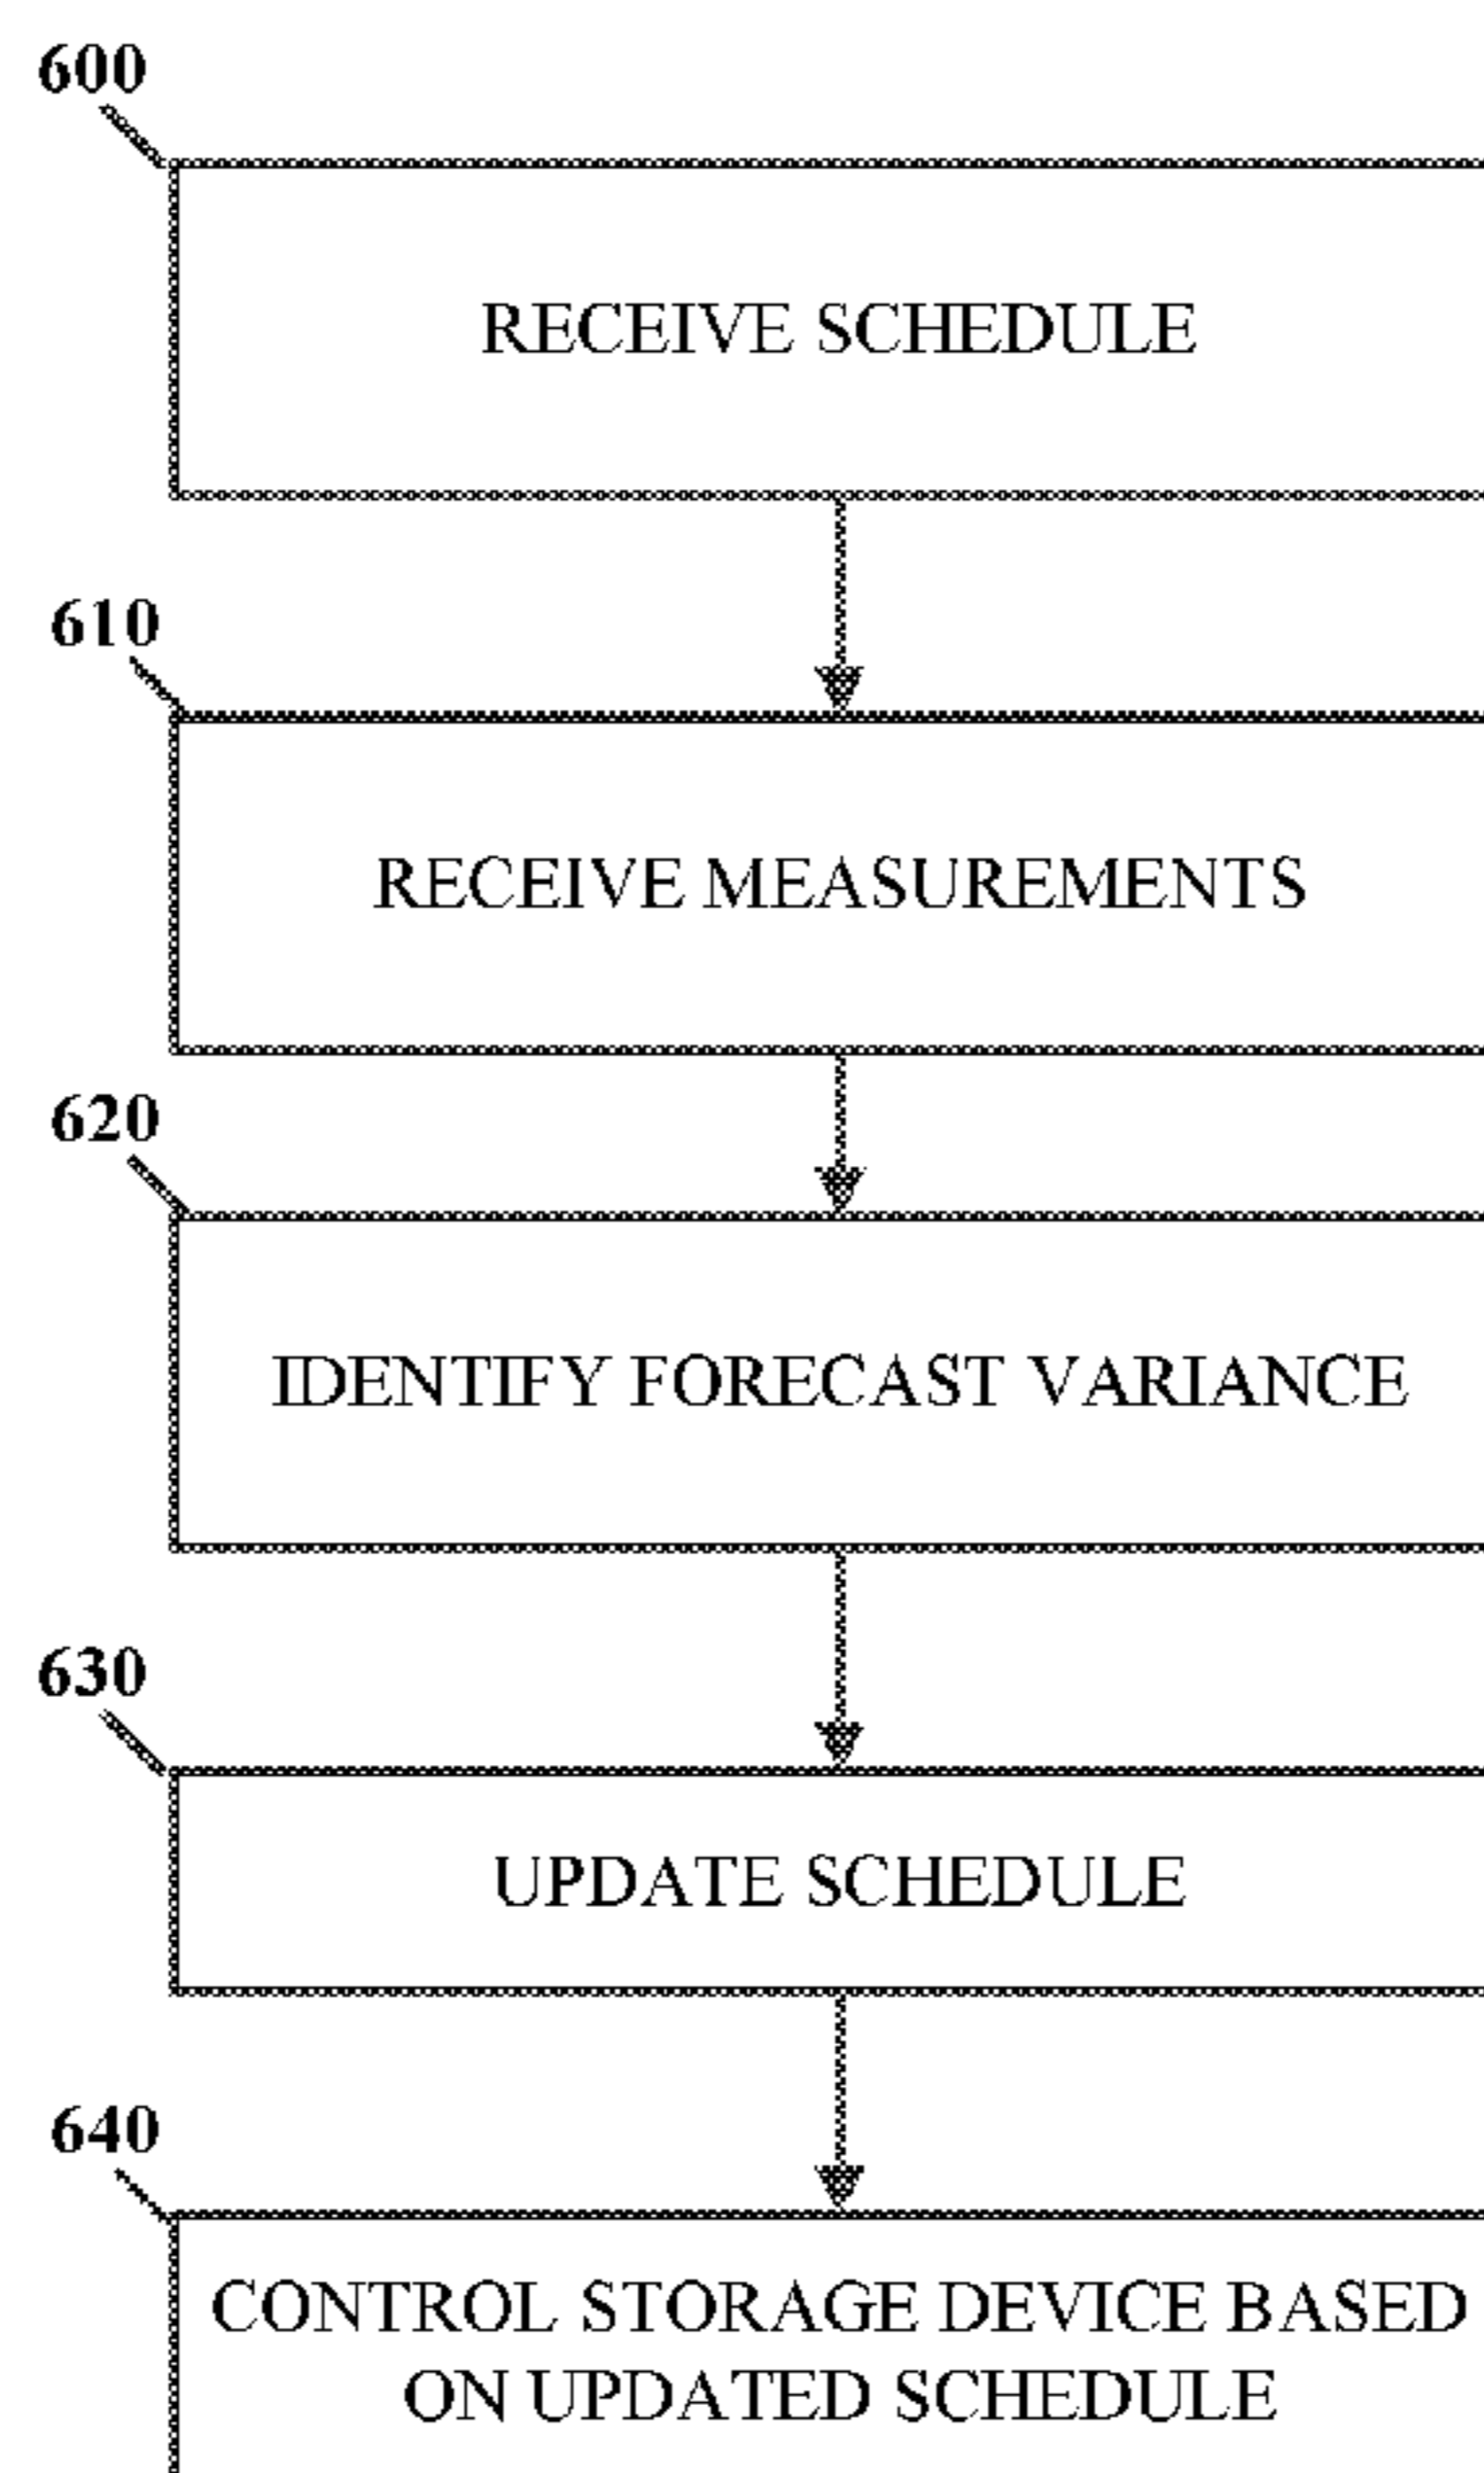 600
RECEIVE SCHEDULE
610
RECEIVE MEASUREMENTS
620
IDENTIFY FORECAST VARIANCE
630
UPDATE SCHEDULE
640
CONTROL STORAGE DEVICE BASED
ON UPDATED SCHEDULE